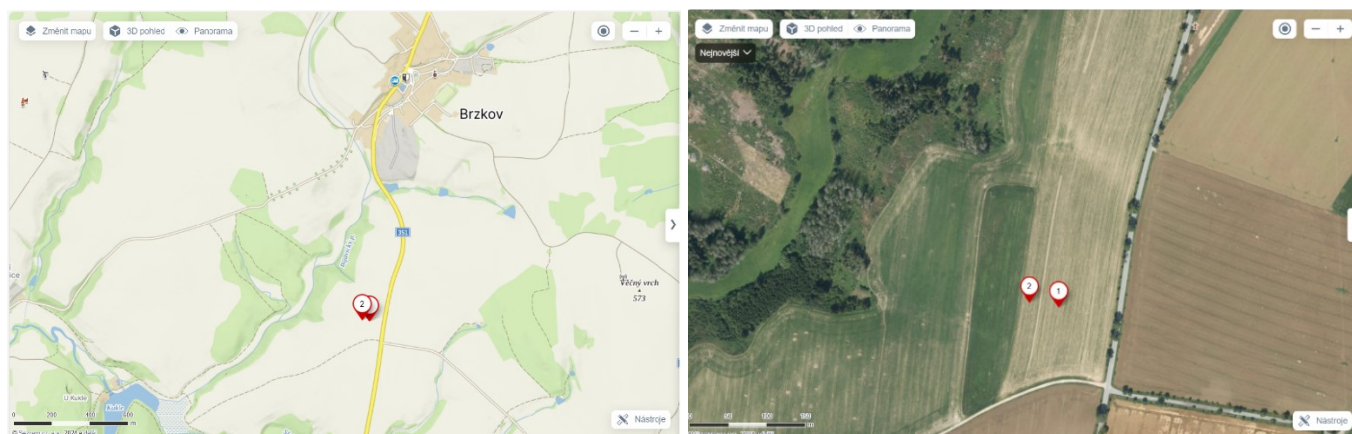 Změnit mapu
3D pohled
Panorama
Brzkov
351
Věčný vrch
573
2
U Kukle
Kukle
0 200 400 600
m
Nástroje
Změnit mapu
3D pohled
Panorama
Nejnovější
2
1
Nástroje